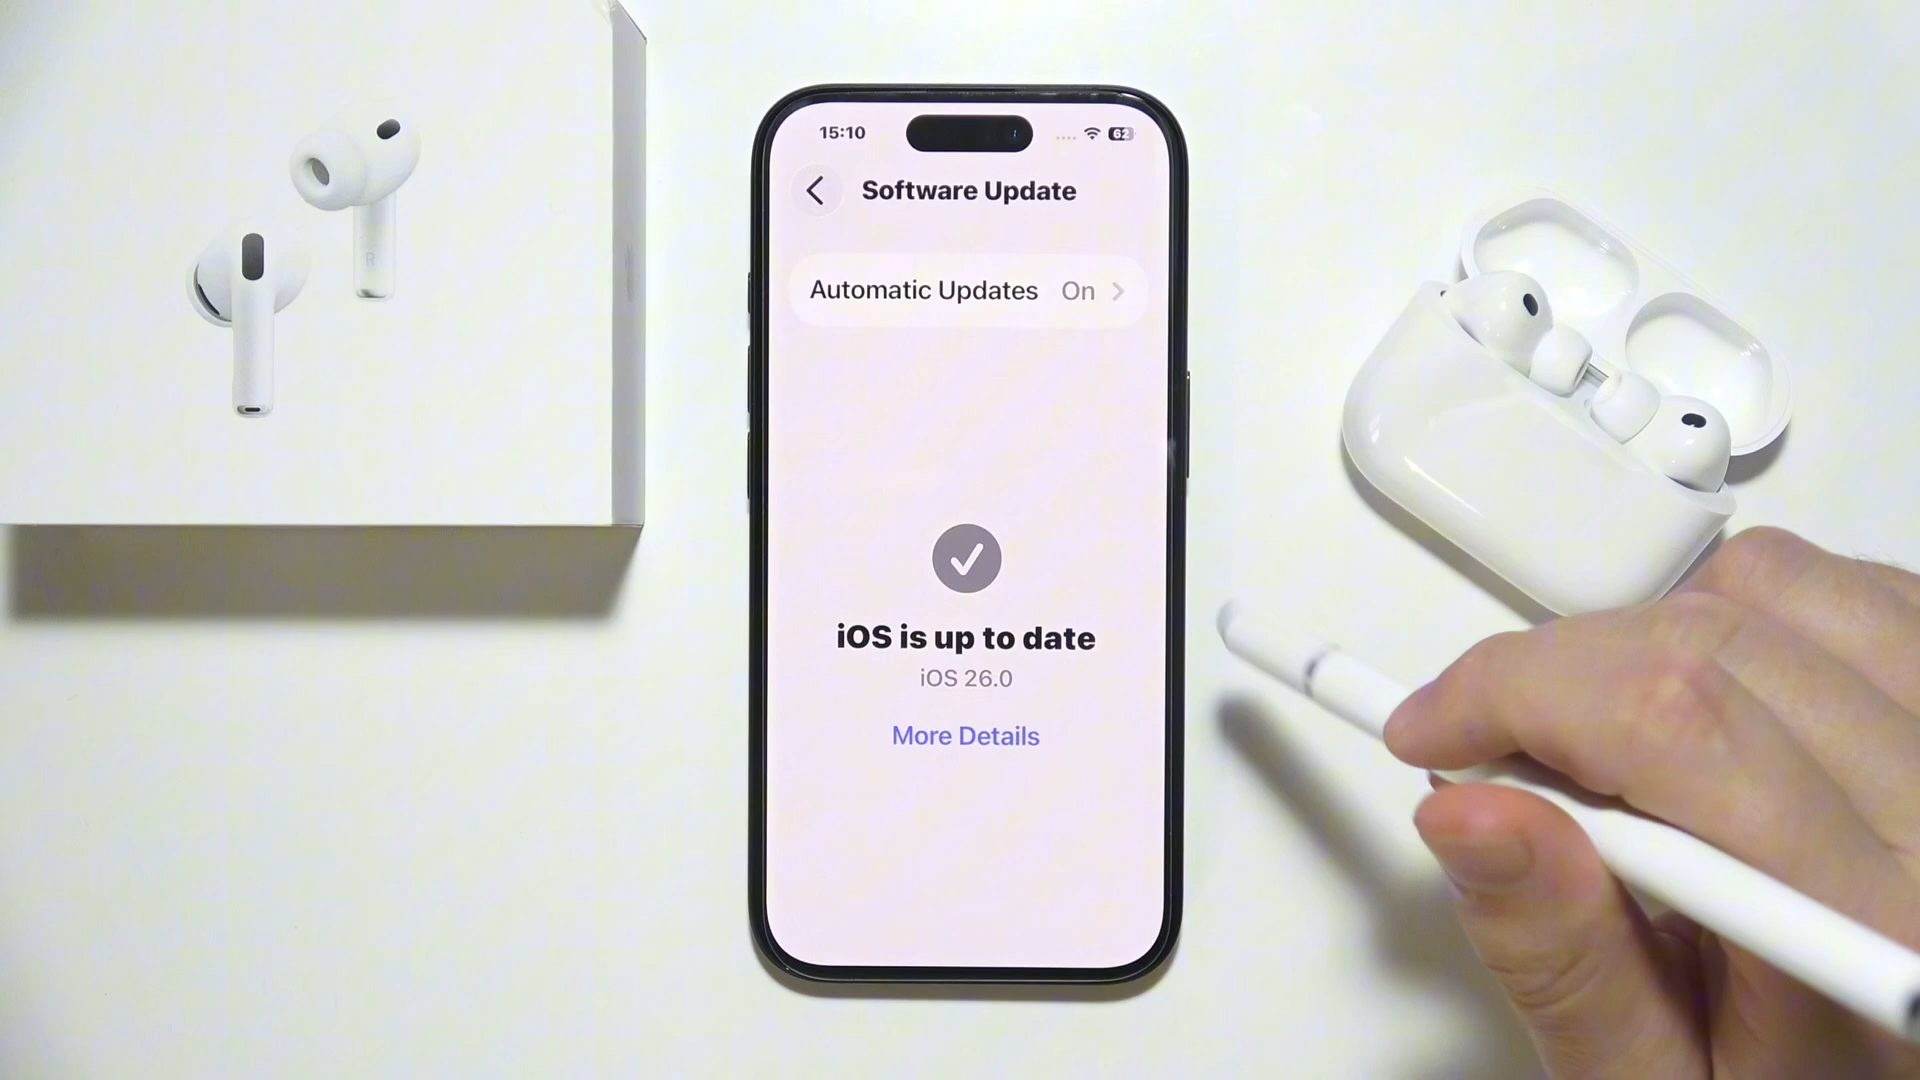 15:10
62
Software Update
Automatic Updates On
iOS is up to date
iOS 26.0
More Details
R